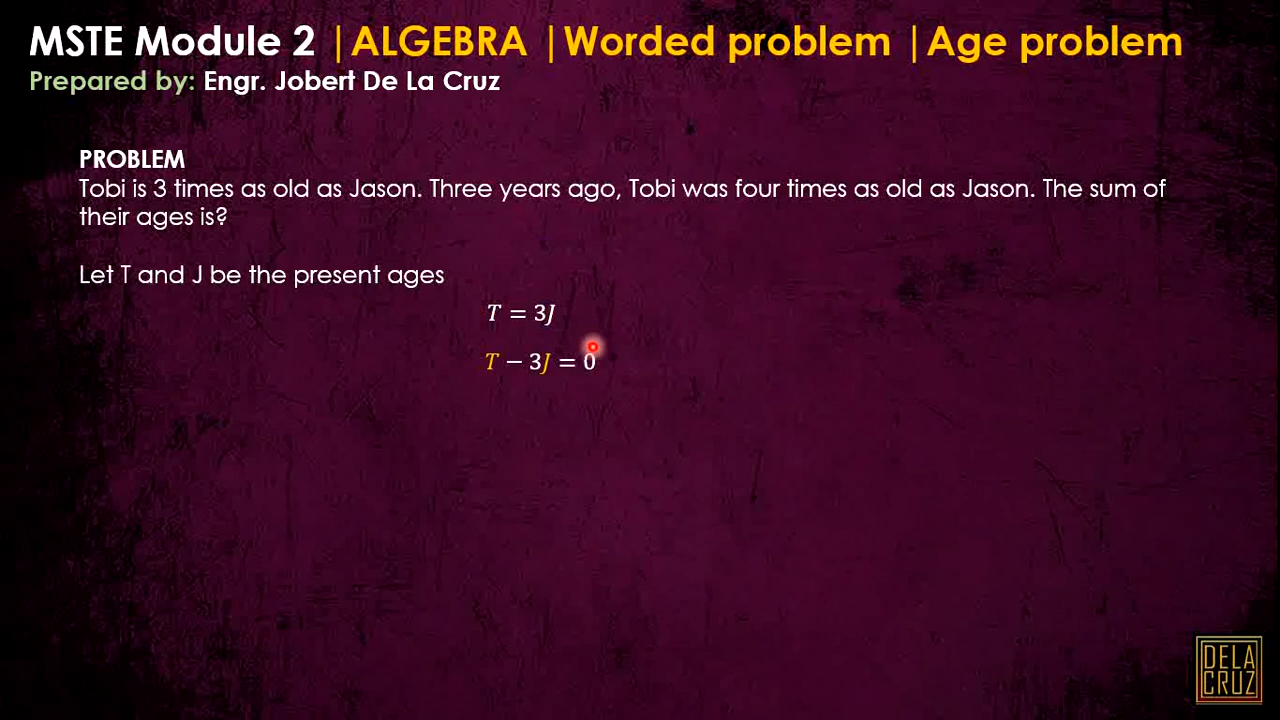 MSTE Module 2 |ALGEBRA |Worded problem |Age problem
Prepared by: Engr. Jobert De La Cruz
PROBLEM
Tobi is 3 times as old as Jason. Three years ago, Tobi was four times as old as Jason. The sum of
their ages is?
Let T and J be the present ages
T = 3J
T − 3J = 0
DELA
CRUZ